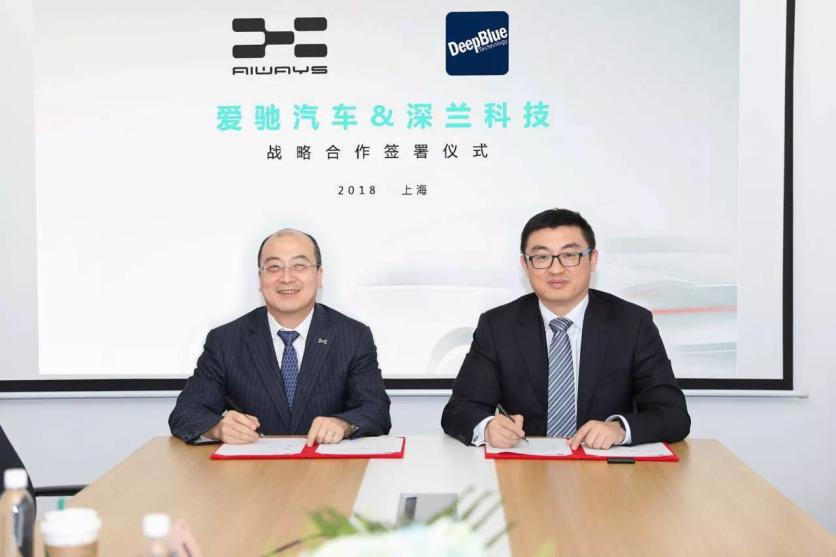 AIWAYS
DeepBlue
Technology
爱驰汽车&深兰科技
战略合作签署仪式
2018 上海